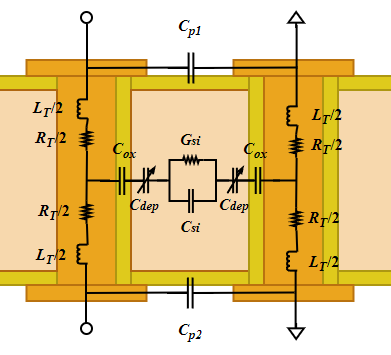 Cp1
LT/2
LT/2
RT/2
Cox
Gsi
Cox
RT/2
Cdep
Cdep
RT/2
Csi
RT/2
LT/2
LT/2
Cp2